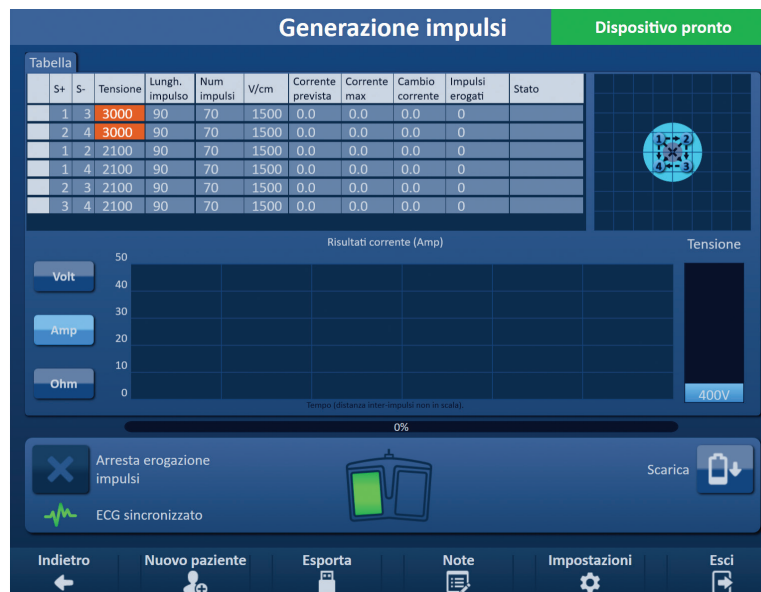 Generazione impulsi
Dispositivo pronto
Tabella
S+ S- Tensione Lungh. impulso Num impulsi V/cm Corrente prevista Corrente max Cambio corrente Impulsi erogati Stato
1 3 3000 90 70 1500 0.0 0.0 0.0 0
2 4 3000 90 70 1500 0.0 0.0 0.0 0
1 2 2100 90 70 1500 0.0 0.0 0.0 0
1 4 2100 90 70 1500 0.0 0.0 0.0 0
2 3 2100 90 70 1500 0.0 0.0 0.0 0
3 4 2100 90 70 1500 0.0 0.0 0.0 0
1 2
4 3
Risultati corrente (Amp)
Tensione
Volt
Amp
Ohm
50
40
30
20
10
0
400V
Tempo (distanza inter-impulsi non in scala).
0%
Arresta erogazione
impulsi
Scarica
ECG sincronizzato
Indietro
Nuovo paziente
Esporta
Note
Impostazioni
Esci